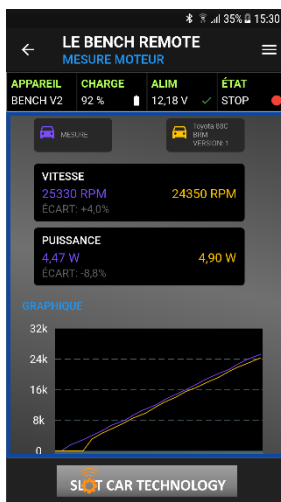 35% 15:30
LE BENCH REMOTE
MESURE MOTEUR
APPAREIL CHARGE ALIM ÉTAT
BENCH V2 92 % 12,18 V STOP
MESURE
Toyota 88C
BRM
VERSION: 1
VITESSE
25330 RPM 24350 RPM
ÉCART: +4,0%
PUISSANCE
4,47 W 4,90 W
ÉCART: -8,8%
GRAPHIQUE
32k
24k
16k
8k
0
SLOT CAR TECHNOLOGY